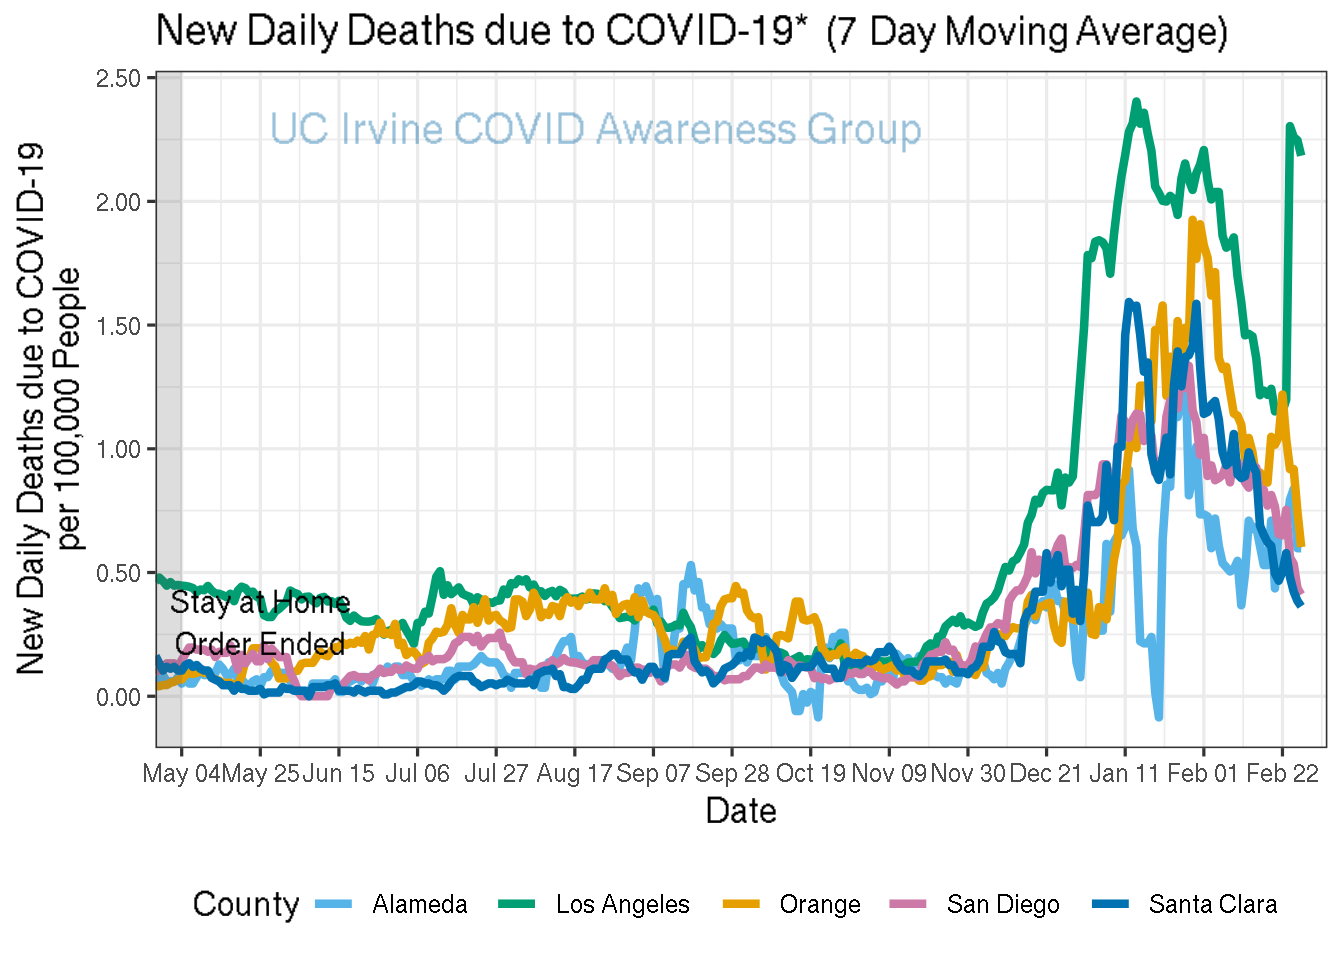 New Daily Deaths due to COVID-19* (7 Day Moving Average)
UC Irvine COVID Awareness Group
New Daily Deaths due to COVID-19
per 100,000 People
2.50
2.00
1.50
1.00
0.50
0.00
Stay at Home
Order Ended
May 04 May 25 Jun 15 Jul 06 Jul 27 Aug 17 Sep 07 Sep 28 Oct 19 Nov 09 Nov 30 Dec 21 Jan 11 Feb 01 Feb 22
Date
County Alameda Los Angeles Orange San Diego Santa Clara